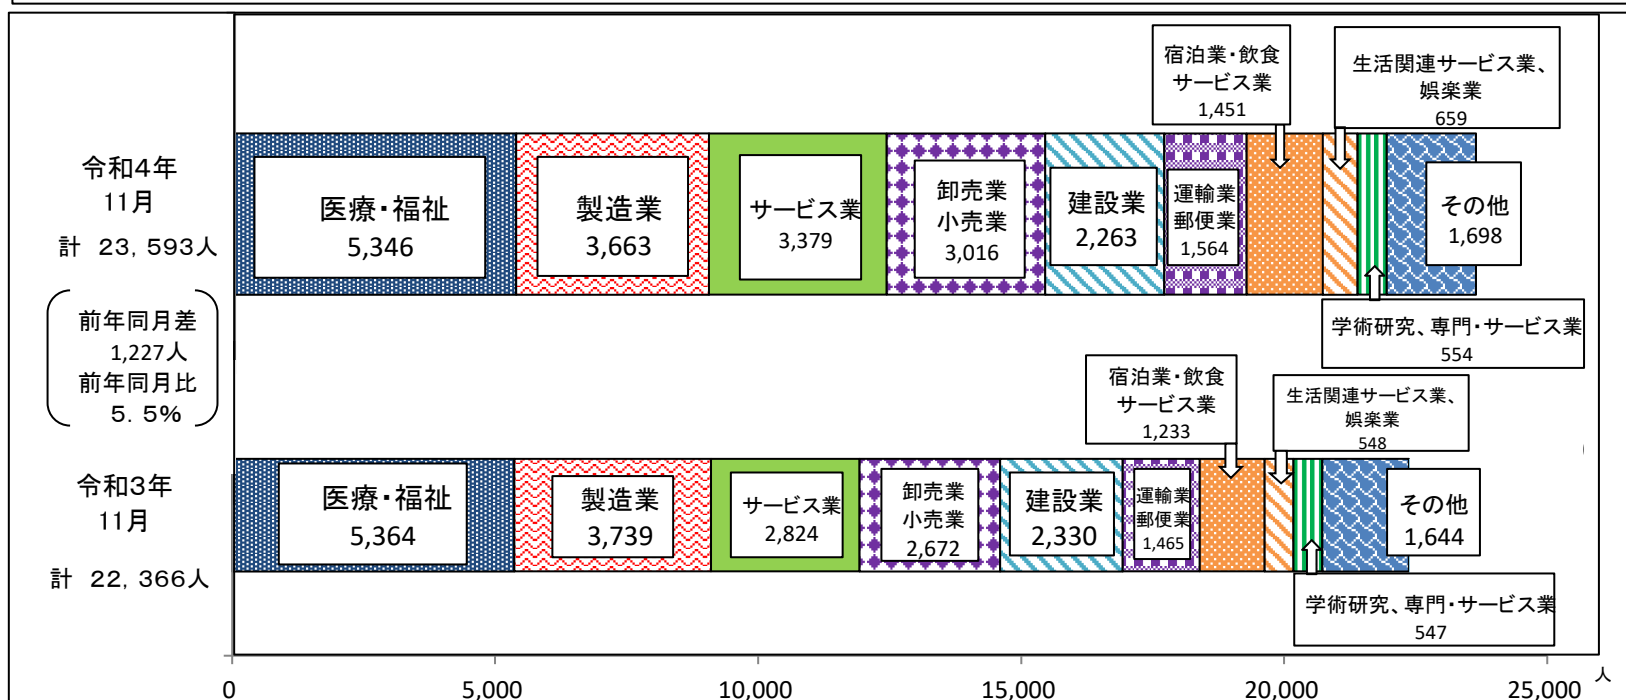 宿泊業・飲食
サービス業
1,451
生活関連サービス業、
娯楽業
659
令和4年
11月
計 23,593人
医療・福祉
5,346
製造業
3,663
サービス業
3,379
卸売業
小売業
3,016
建設業
2,263
運輸業
郵便業
1,564
その他
1,698
学術研究、専門・サービス業
554
前年同月差
1,227人
前年同月比
5.5%
宿泊業・飲食
サービス業
1,233
生活関連サービス業、
娯楽業
548
令和3年
11月
計 22,366人
医療・福祉
5,364
製造業
3,739
サービス業
2,824
卸売業
小売業
2,672
建設業
2,330
運輸業
郵便業
1,465
その他
1,644
学術研究、専門・サービス業
547
0 5,000 10,000 15,000 20,000 25,000 人